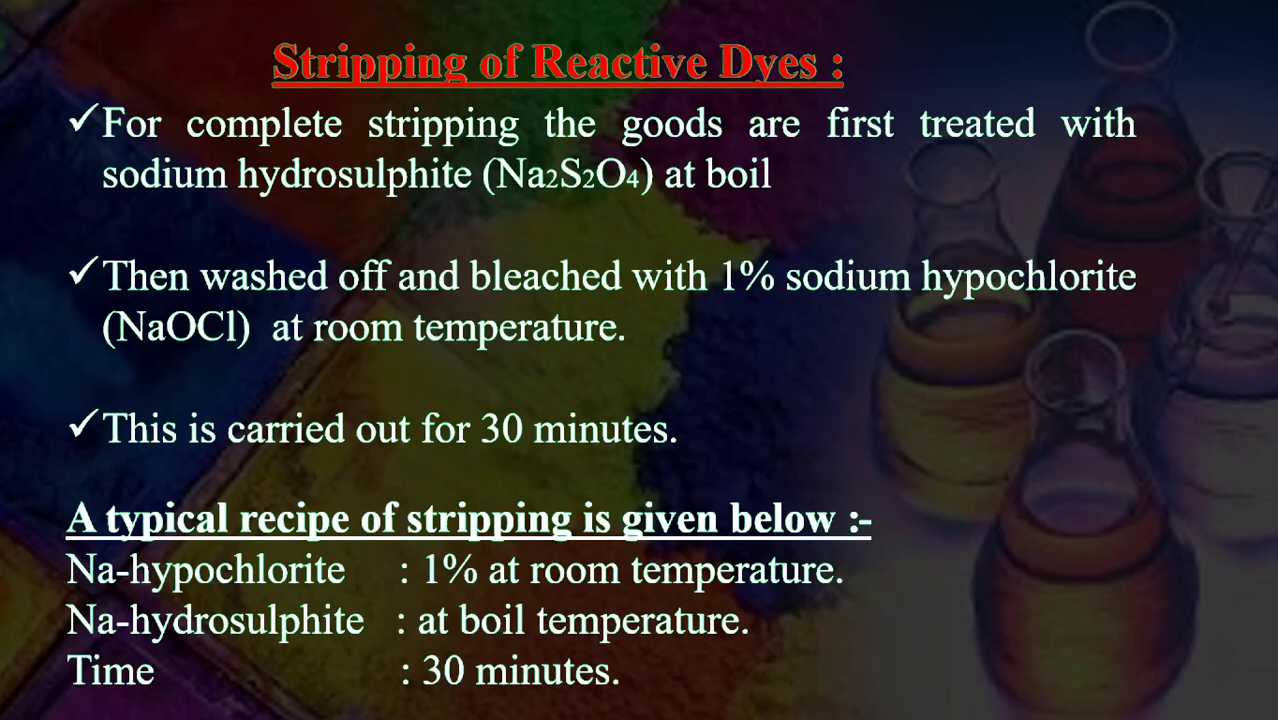 Stripping of Reactive Dyes :
✓For complete stripping the goods are first treated with
sodium hydrosulphite (Na₂S₂O₄) at boil
✓Then washed off and bleached with 1% sodium hypochlorite
(NaOCl) at room temperature.
✓This is carried out for 30 minutes.
A typical recipe of stripping is given below :-
Na-hypochlorite : 1% at room temperature.
Na-hydrosulphite : at boil temperature.
Time : 30 minutes.